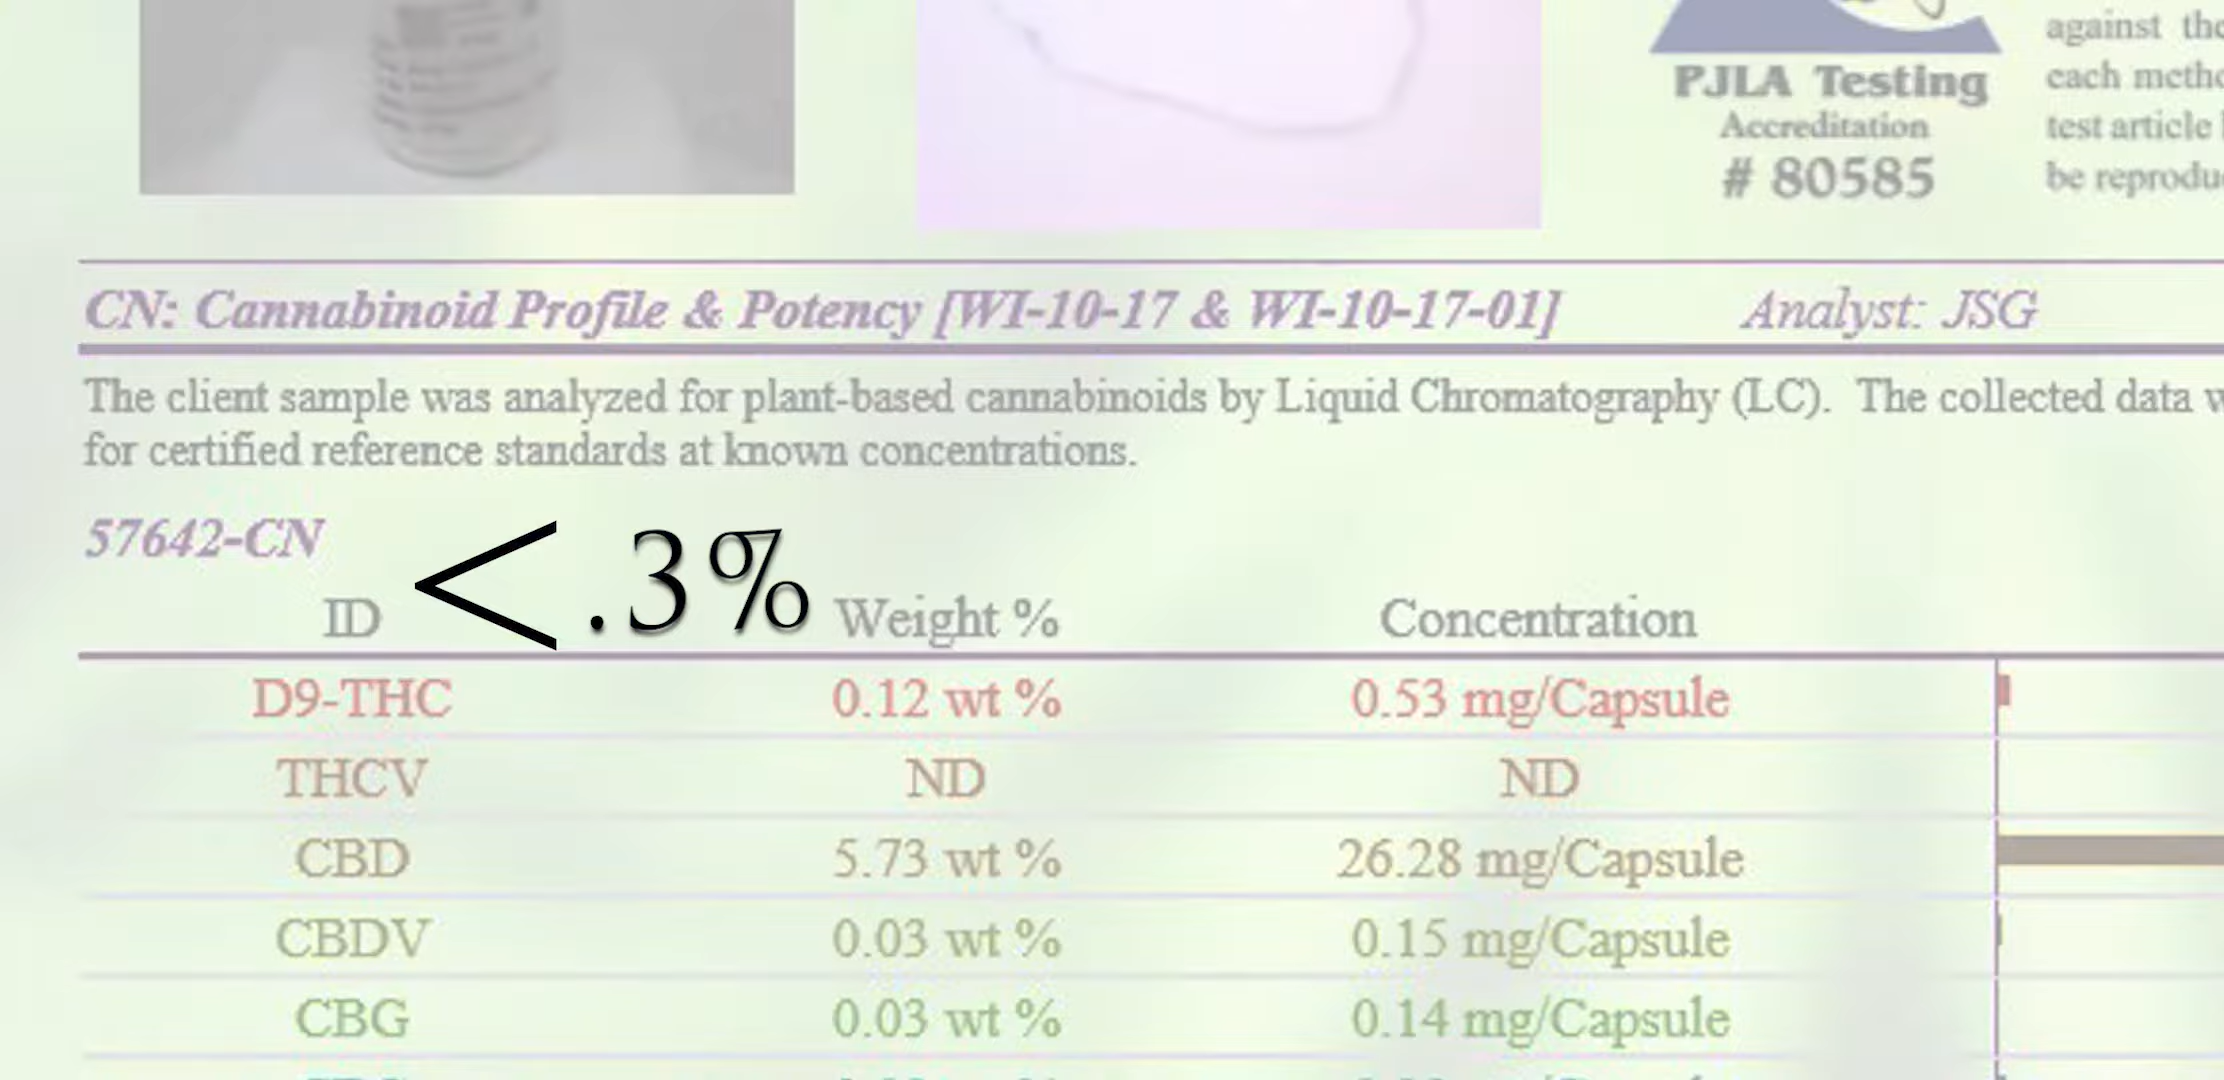 against the
PJLA Testing
each metho
Accreditation
test article
# 80585
be reprodu
CN: Cannabinoid Profile & Potency [WI-10-17 & WI-10-17-01] Analyst: JSG
The client sample was analyzed for plant-based cannabinoids by Liquid Chromatography (LC). The collected data w
for certified reference standards at known concentrations.
57642-CN
< .3%
ID Weight % Concentration
D9-THC 0.12 wt % 0.53 mg/Capsule
THCV ND ND
CBD 5.73 wt % 26.28 mg/Capsule
CBDV 0.03 wt % 0.15 mg/Capsule
CBG 0.03 wt % 0.14 mg/Capsule